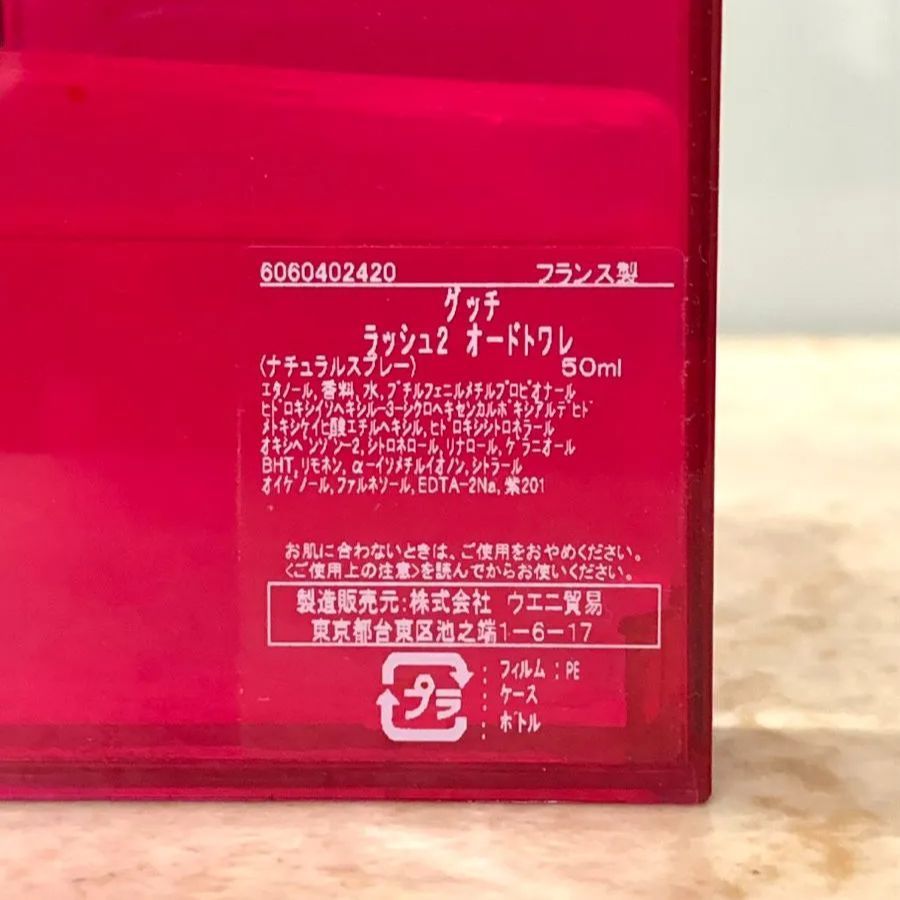 6060402420 フランス製
グッチ
ラッシュ2 オードトワレ
(ナチュラルスプレー) 50ml
エタノール,香料,水,ブチルフェニルメチルプロピオナール
ヒドロキシイソヘキシル-3-シクロヘキセンカルボキシアルデヒド
メトキシケイヒ酸エチルヘキシル,ヒドロキシシトロネラール
オキシベンゾン-2,シトロネロール,リナロール,ゲラニオール
BHT,リモネン,α-イソメチルイオノン,シトラール
オイゲノール,ファルネソール,EDTA-2Na,紫201
お肌に合わないときは、ご使用をおやめください。
<ご使用上の注意>を読んでからお使いください。
製造販売元:株式会社 ウエニ貿易
東京都台東区池之端1-6-17
プラ
: フィルム : PE
: ケース
: ボトル